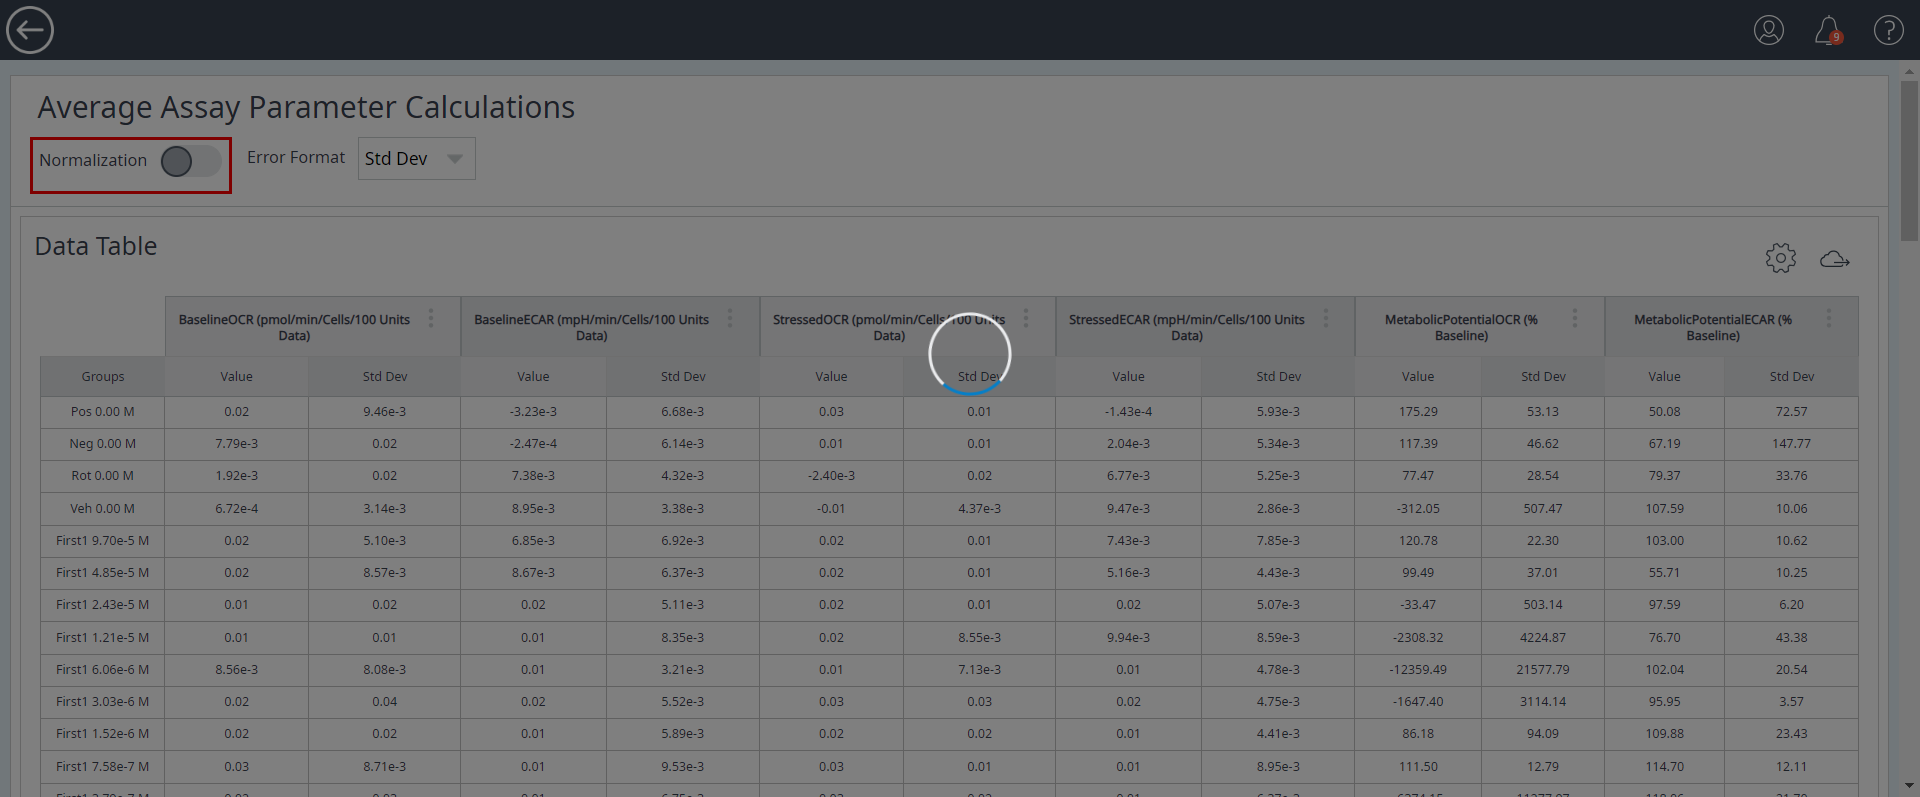 9
?
Average Assay Parameter Calculations
Normalization
Error Format
Std Dev
Data Table
BaselineOCR (pmol/min/Cells/100 Units Data) BaselineECAR (mpH/min/Cells/100 Units Data) StressedOCR (pmol/min/Cells/100 Units Data) StressedECAR (mpH/min/Cells/100 Units Data) MetabolicPotentialOCR (% Baseline) MetabolicPotentialECAR (% Baseline)
Groups Value Std Dev Value Std Dev Value Std Dev Value Std Dev Value Std Dev Value Std Dev
Pos 0.00 M 0.02 9.46e-3 -3.23e-3 6.68e-3 0.03 0.01 -1.43e-4 5.93e-3 175.29 53.13 50.08 72.57
Neg 0.00 M 7.79e-3 0.02 -2.47e-4 6.14e-3 0.01 0.01 2.04e-3 5.34e-3 117.39 46.62 67.19 147.77
Rot 0.00 M 1.92e-3 0.02 7.38e-3 4.32e-3 -2.40e-3 0.02 6.77e-3 5.25e-3 77.47 28.54 79.37 33.76
Veh 0.00 M 6.72e-4 3.14e-3 8.95e-3 3.38e-3 -0.01 4.37e-3 9.47e-3 2.86e-3 -312.05 507.47 107.59 10.06
First1 9.70e-5 M 0.02 5.10e-3 6.85e-3 6.92e-3 0.02 0.01 7.43e-3 7.85e-3 120.78 22.30 103.00 10.62
First1 4.85e-5 M 0.02 8.57e-3 8.67e-3 6.37e-3 0.02 0.01 5.16e-3 4.43e-3 99.49 37.01 55.71 10.25
First1 2.43e-5 M 0.01 0.02 0.02 5.11e-3 0.02 0.01 0.02 5.07e-3 -33.47 503.14 97.59 6.20
First1 1.21e-5 M 0.01 0.01 0.01 8.35e-3 0.02 8.55e-3 9.94e-3 8.59e-3 -2308.32 4224.87 76.70 43.38
First1 6.06e-6 M 8.56e-3 8.08e-3 0.01 3.21e-3 0.01 7.13e-3 0.01 4.78e-3 -12359.49 21577.79 102.04 20.54
First1 3.03e-6 M 0.02 0.04 0.02 5.52e-3 0.03 0.03 0.02 4.75e-3 -1647.40 3114.14 95.95 3.57
First1 1.52e-6 M 0.02 0.02 0.01 5.89e-3 0.02 0.02 0.01 4.41e-3 86.18 94.09 109.88 23.43
First1 7.58e-7 M 0.03 8.71e-3 0.01 9.53e-3 0.03 0.01 0.01 8.95e-3 111.50 12.79 114.70 12.11